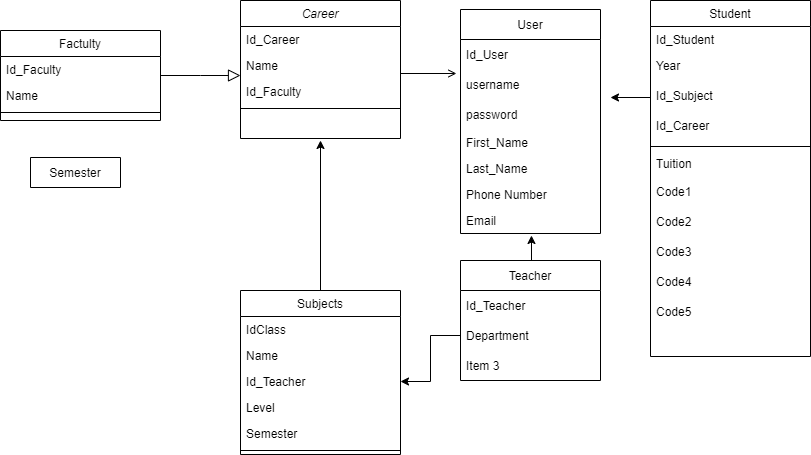 Factulty
Id_Faculty
Name
Semester
Career
Id_Career
Name
Id_Faculty
Subjects
IdClass
Name
Id_Teacher
Level
Semester
User
Id_User
username
password
First_Name
Last_Name
Phone Number
Email
Teacher
Id_Teacher
Department
Item 3
Student
Id_Student
Year
Id_Subject
Id_Career
Tuition
Code1
Code2
Code3
Code4
Code5